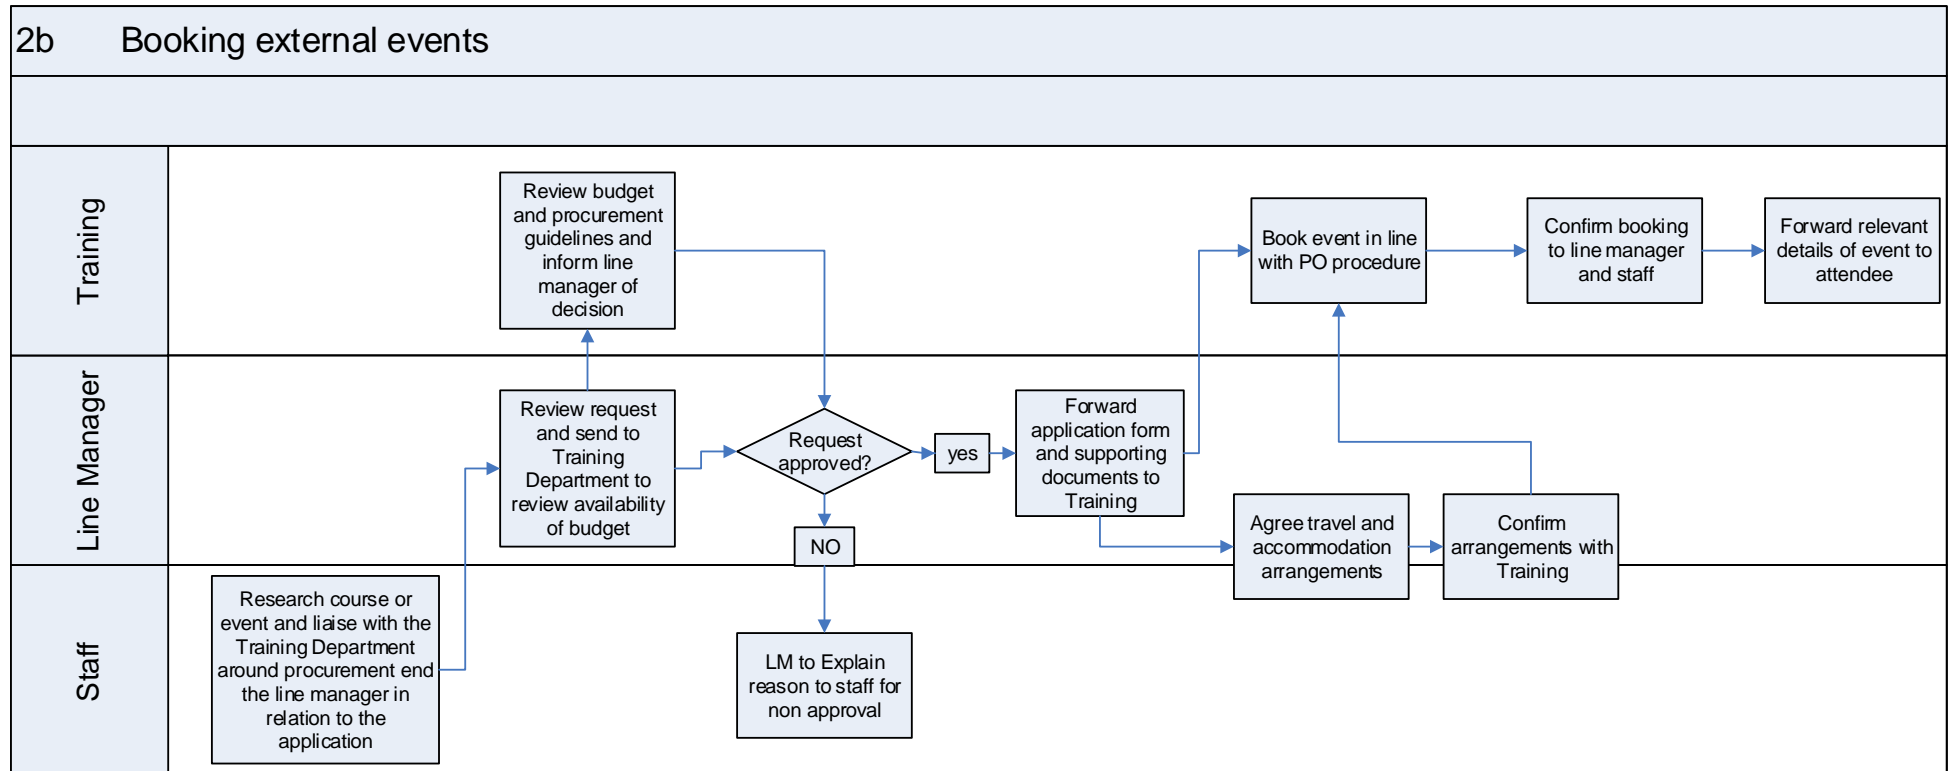 2b Booking external events
Training
Review budget
and procurement
guidelines and
inform line
manager of
decision
Book event in line
with PO procedure
Confirm booking
to line manager
and staff
Forward relevant
details of event to
attendee
Line Manager
Review request
and send to
Training
Department to
review availability
of budget
Request
approved?
yes
NO
Forward
application form
and supporting
documents to
Training
Agree travel and
accommodation
arrangements
Confirm
arrangements with
Training
Staff
Research course or
event and liaise with the
Training Department
around procurement end
the line manager in
relation to the
application
LM to Explain
reason to staff for
non approval